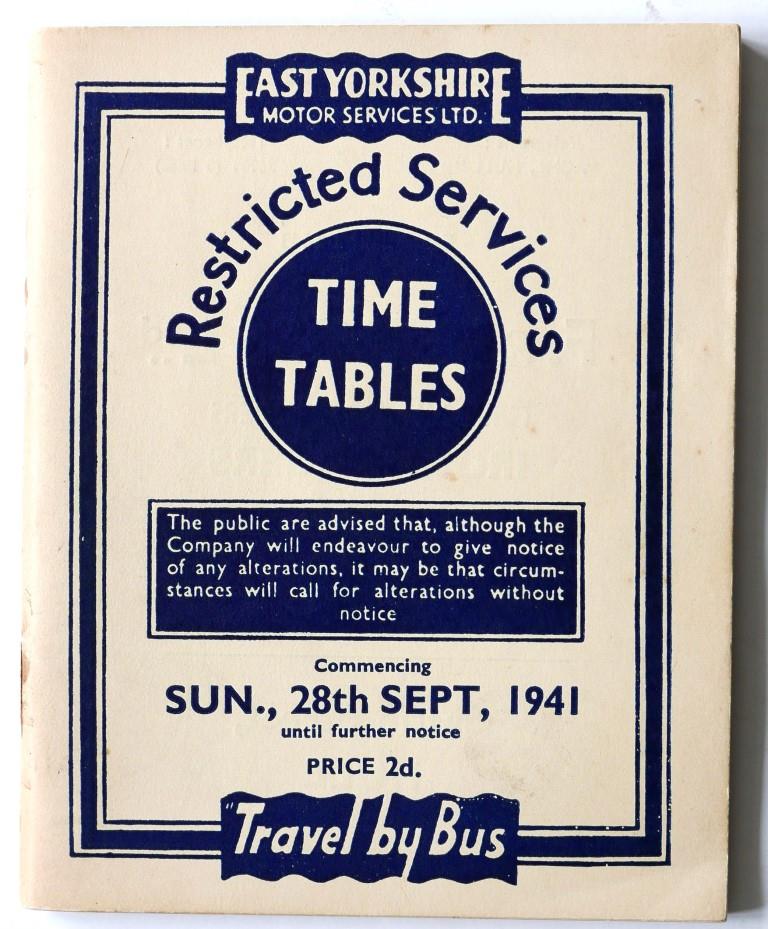 EAST YORKSHIRE
MOTOR SERVICES LTD.
Restricted Services
TIME
TABLES
The public are advised that, although the
Company will endeavour to give notice
of any alterations, it may be that circum-
stances will call for alterations without
notice
Commencing
SUN., 28th SEPT, 1941
until further notice
PRICE 2d.
"Travel by Bus